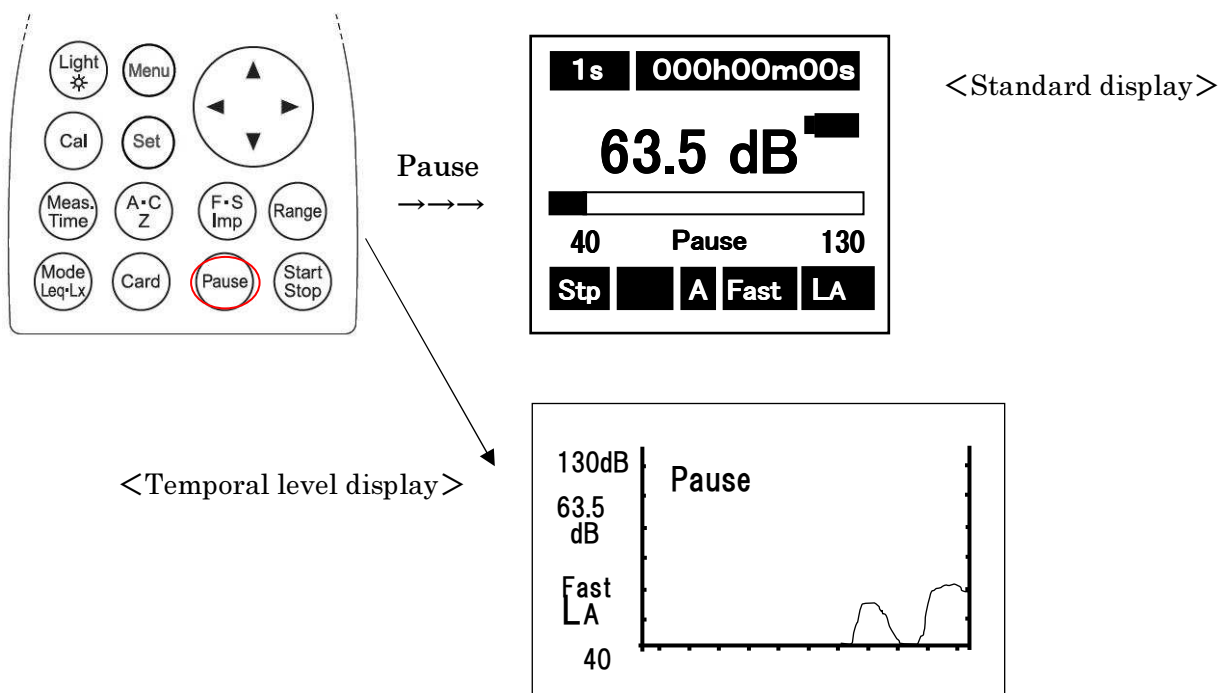 Light
Menu
Cal
Set
Meas.
Time
A・C
Z
F・S
Imp
Range
Mode
Leq・Lx
Card
Pause
Start
Stop
Pause
→→→
1s 000h00m00s
63.5 dB
40 Pause 130
Stp A Fast LA
＜Standard display＞
＜Temporal level display＞
130dB
Pause
63.5
dB
Fast
LA
40